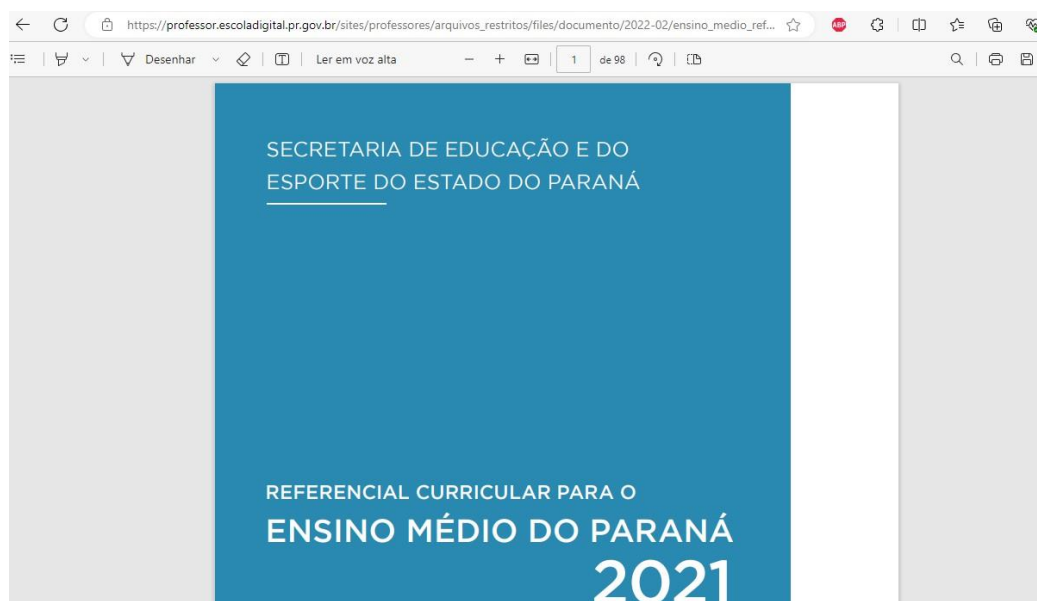 https://professor.escoladigital.pr.gov.br/sites/professores/arquivos_restritos/files/documento/2022-02/ensino_medio_ref...
ABP
Desenhar
Ler em voz alta
1
de 98
SECRETARIA DE EDUCAÇÃO E DO
ESPORTE DO ESTADO DO PARANÁ
REFERENCIAL CURRICULAR PARA O
ENSINO MÉDIO DO PARANÁ
2021